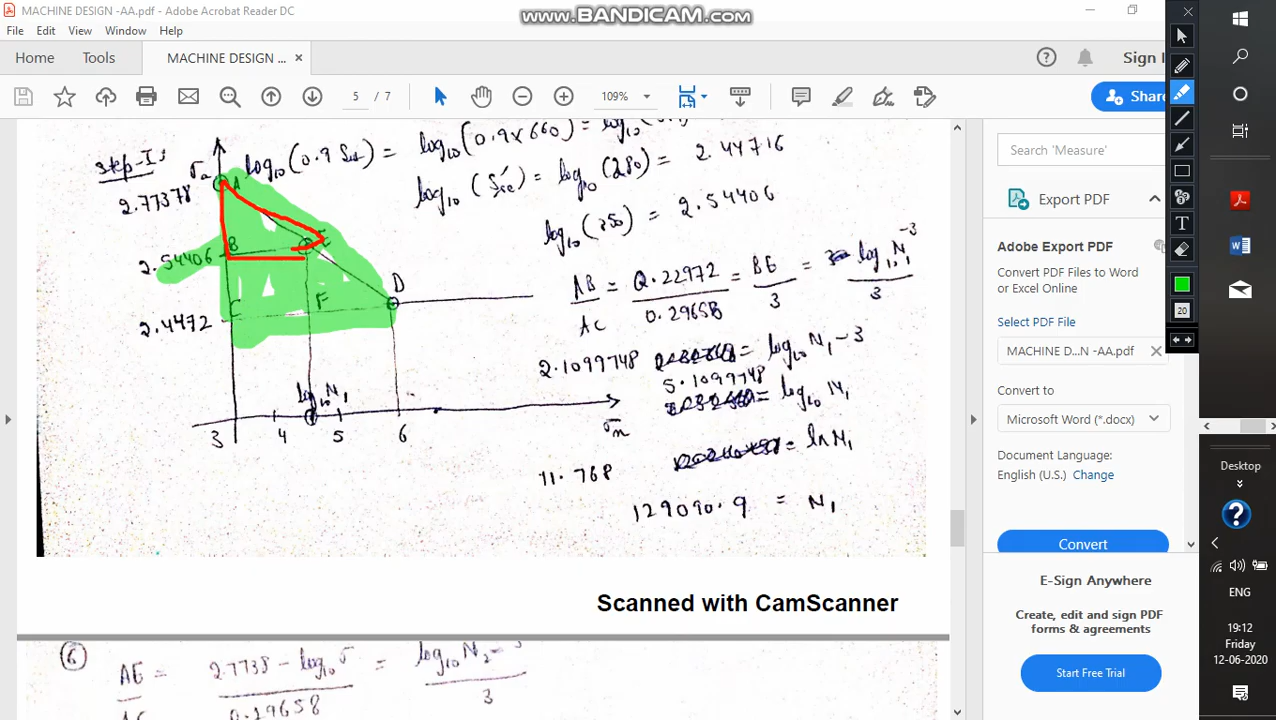 MACHINE DESIGN -AA.pdf - Adobe Acrobat Reader DC
www.BANDICAM.com
File Edit View Window Help
Home Tools MACHINE DESIGN ... × Sign I
5 / 7 109% Share
Step-I:
σa log10(0.9 Sut) = log10(0.9x660) =
2.77378
A
log10 (S'se) = log10 (280) = 2.44716
log10 (350) = 2.54406
2.54406 B E
C F D
2.4472
AB/AC = 0.22972/0.29658 = BE/3 = log10 N1-3/3
2.1099748 = log10 N1 - 3
5.1099748 = log10 N1
log10 N1
3 4 5 6
σm
11.768 = ln N1
129090.9 = N1
Scanned with CamScanner
6
AE = 2.7738 - log10 σ = log10 N2 - 3
AC 0.29658 3
Search 'Measure'
Export PDF
Adobe Export PDF
Convert PDF Files to Word
or Excel Online
Select PDF File
MACHINE D...N -AA.pdf ×
Convert to
Microsoft Word (*.docx)
Document Language:
English (U.S.) Change
Convert
E-Sign Anywhere
Create, edit and sign PDF
forms & agreements
Start Free Trial
T
20
Desktop
ENG
19:12
Friday
12-06-2020